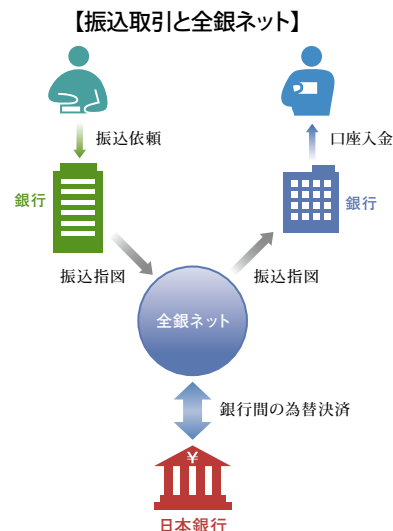 【振込取引と全銀ネット】
振込依頼
口座入金
銀行
銀行
振込指図
振込指図
全銀ネット
銀行間の為替決済
¥
日本銀行